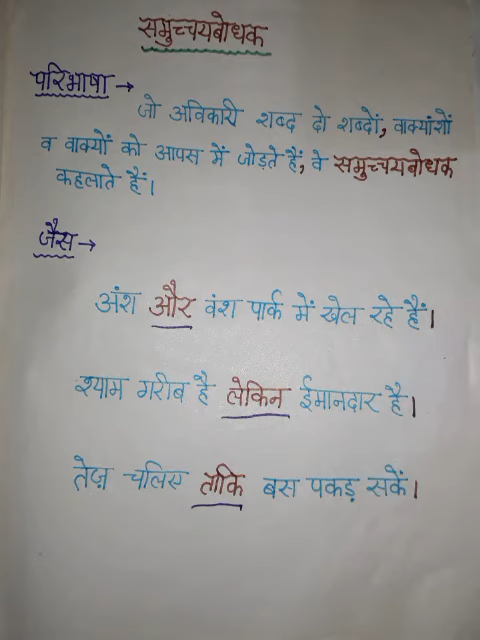 समुच्चयबोधक
परिभाषा →
जो अविकारी शब्द दो शब्दों, वाक्यांशों
व वाक्यों को आपस में जोड़ते हैं, वे समुच्चयबोधक
कहलाते हैं।
जैस →
अंश और वंश पार्क में खेल रहे हैं।
श्याम गरीब है लेकिन ईमानदार है।
तेज़ चलिए ताकि बस पकड़ सकें।